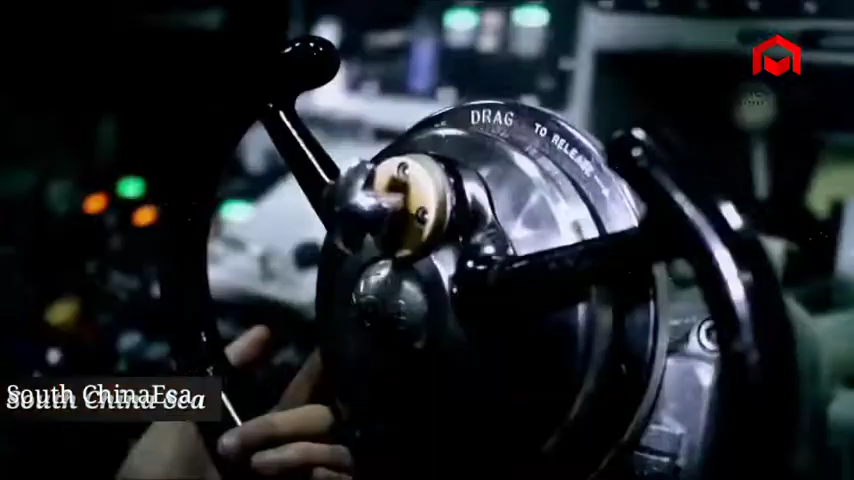 DRAG
TO RELEASE
South ChinaEsa
South China Sea